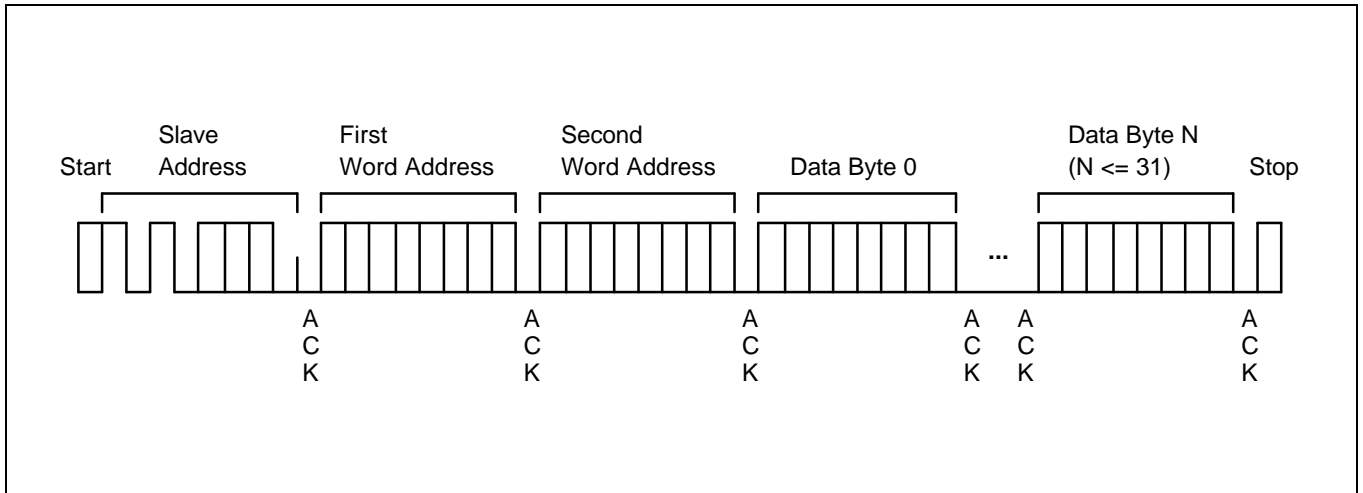 Slave
First
Second
Data Byte N
Start
Address
Word Address
Word Address
Data Byte 0
(N <= 31)
Stop
...
A
C
K
A
C
K
A
C
K
A
C
K
A
C
K
A
C
K